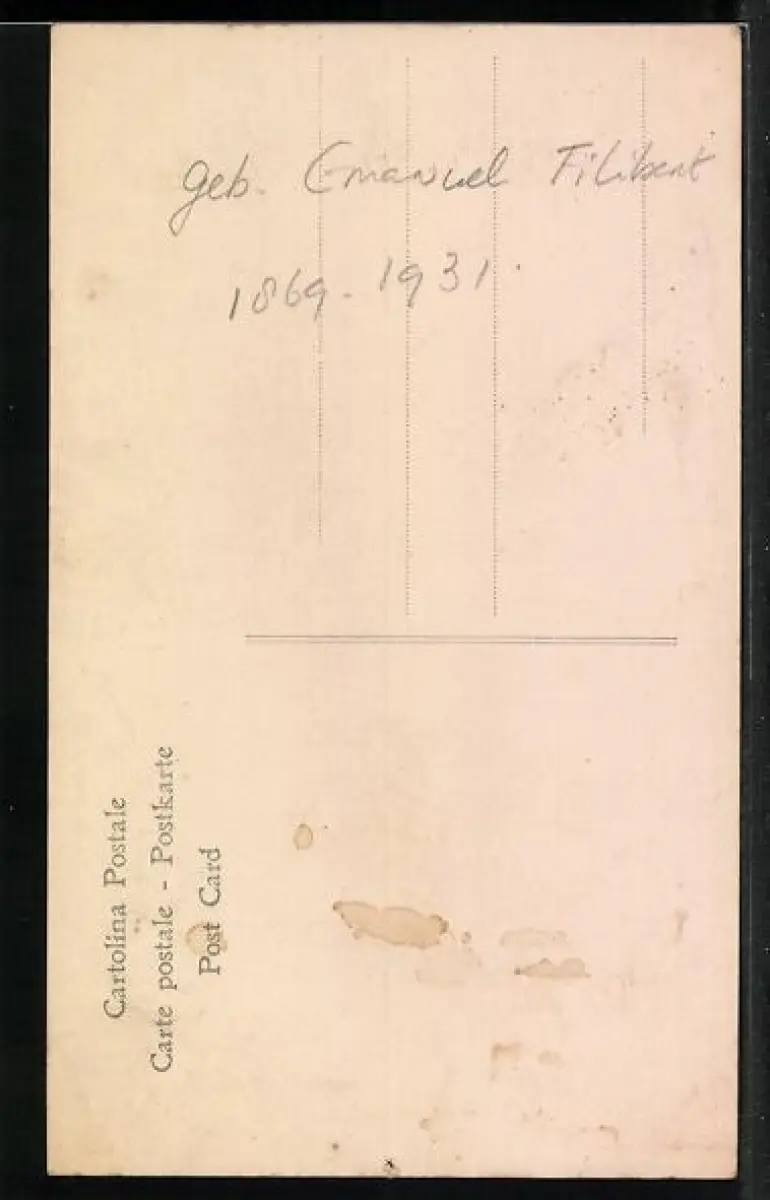 geb. Emanuel Filibert
1869 - 1931.
Cartolina Postale
Carte postale - Postkarte
Post Card